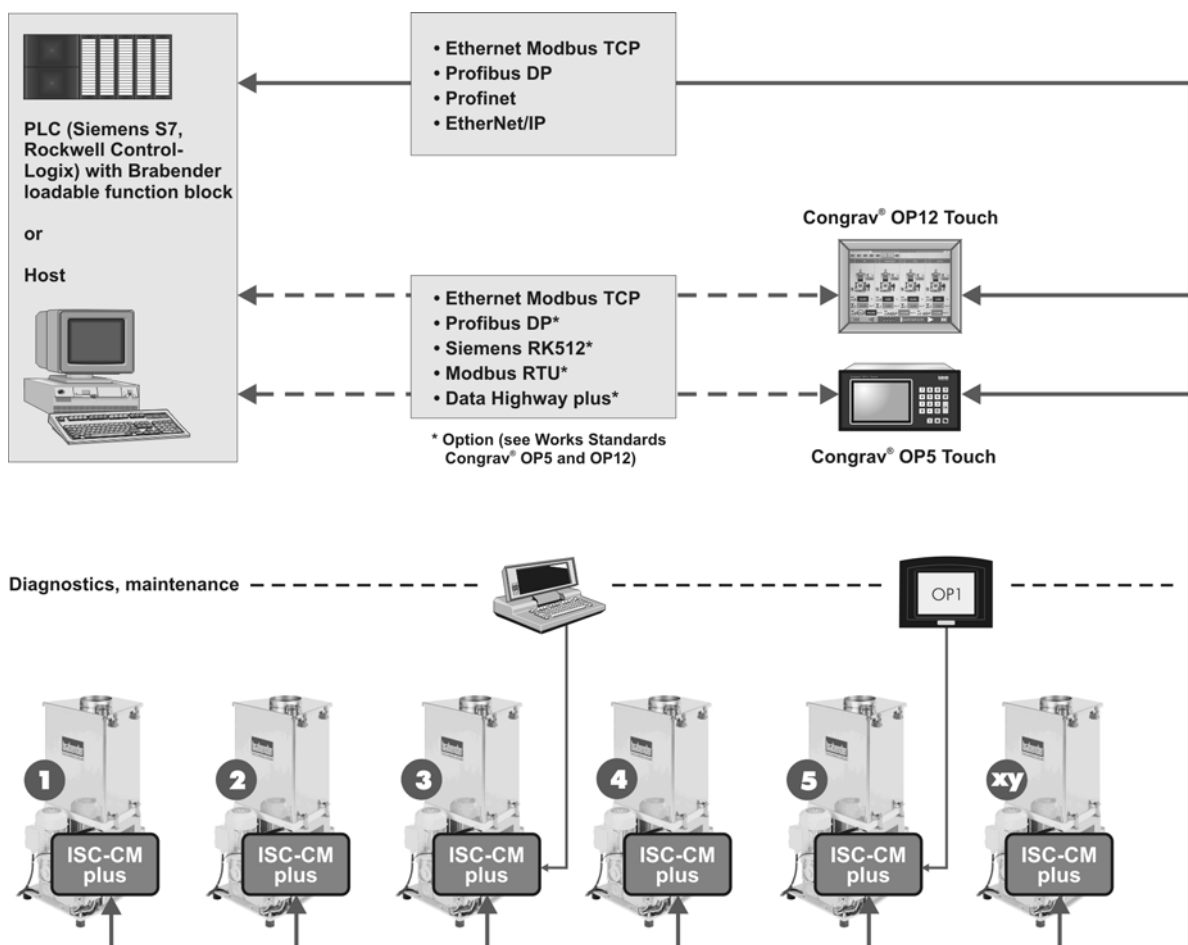 • Ethernet Modbus TCP
• Profibus DP
• Profinet
• EtherNet/IP
PLC (Siemens S7,
Rockwell Control-
Logix) with Brabender
loadable function block
or
Host
Congrav® OP12 Touch
• Ethernet Modbus TCP
• Profibus DP*
• Siemens RK512*
• Modbus RTU*
• Data Highway plus*
* Option (see Works Standards
Congrav® OP5 and OP12)
Congrav® OP5 Touch
Diagnostics, maintenance
OP1
1
2
3
4
5
xy
ISC-CM
plus
ISC-CM
plus
ISC-CM
plus
ISC-CM
plus
ISC-CM
plus
ISC-CM
plus